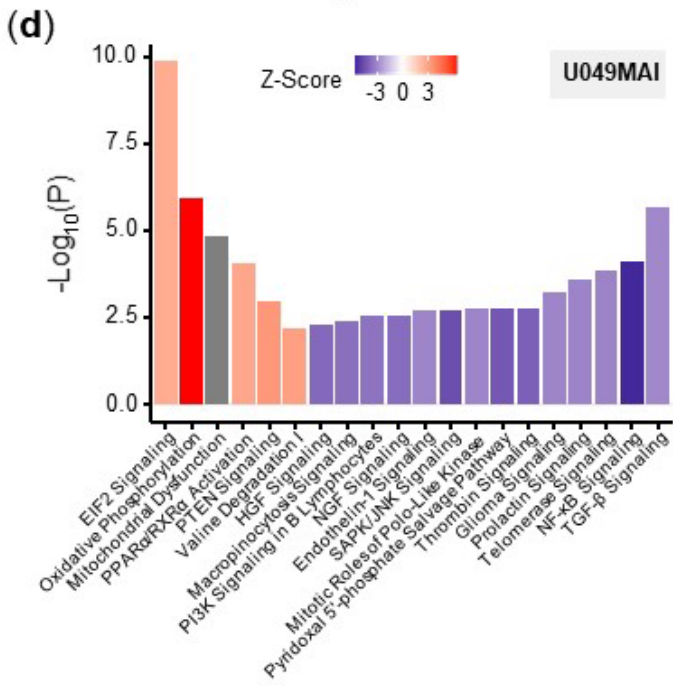 (d)
10.0
7.5
5.0
2.5
0.0
-Log10(P)
Z-Score
-3 0 3
U049MAI
EIF2 Signaling
Oxidative Phosphorylation
Mitochondrial Dysfunction
PPARα/RXRα Activation
PTEN Signaling
Valine Degradation I
HGF Signaling
Macropinocytosis Signaling
PI3K Signaling in B Lymphocytes
NGF Signaling
Endothelin-1 Signaling
SAPK/JNK Signaling
Mitotic Roles of Polo-Like Kinase
Pyridoxal 5'-phosphate Salvage Pathway
Thrombin Signaling
Glioma Signaling
Prolactin Signaling
Telomerase Signaling
NF-κB Signaling
TGF-β Signaling